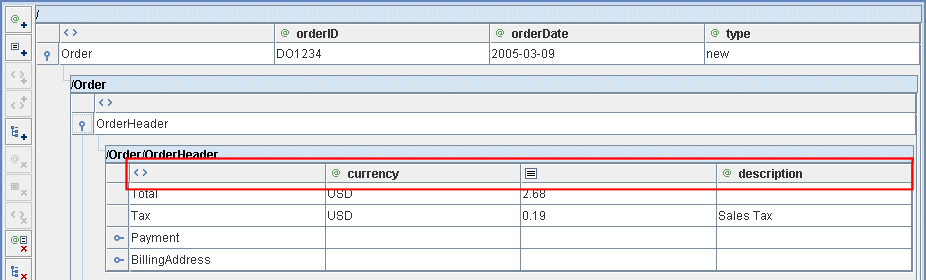 /
<> @ orderID @ orderDate @ type
Order DO1234 2005-03-09 new
/Order
<>
OrderHeader
/Order/OrderHeader
<> @ currency @ description
Total USD 2.68
Tax USD 0.19 Sales Tax
Payment
BillingAddress